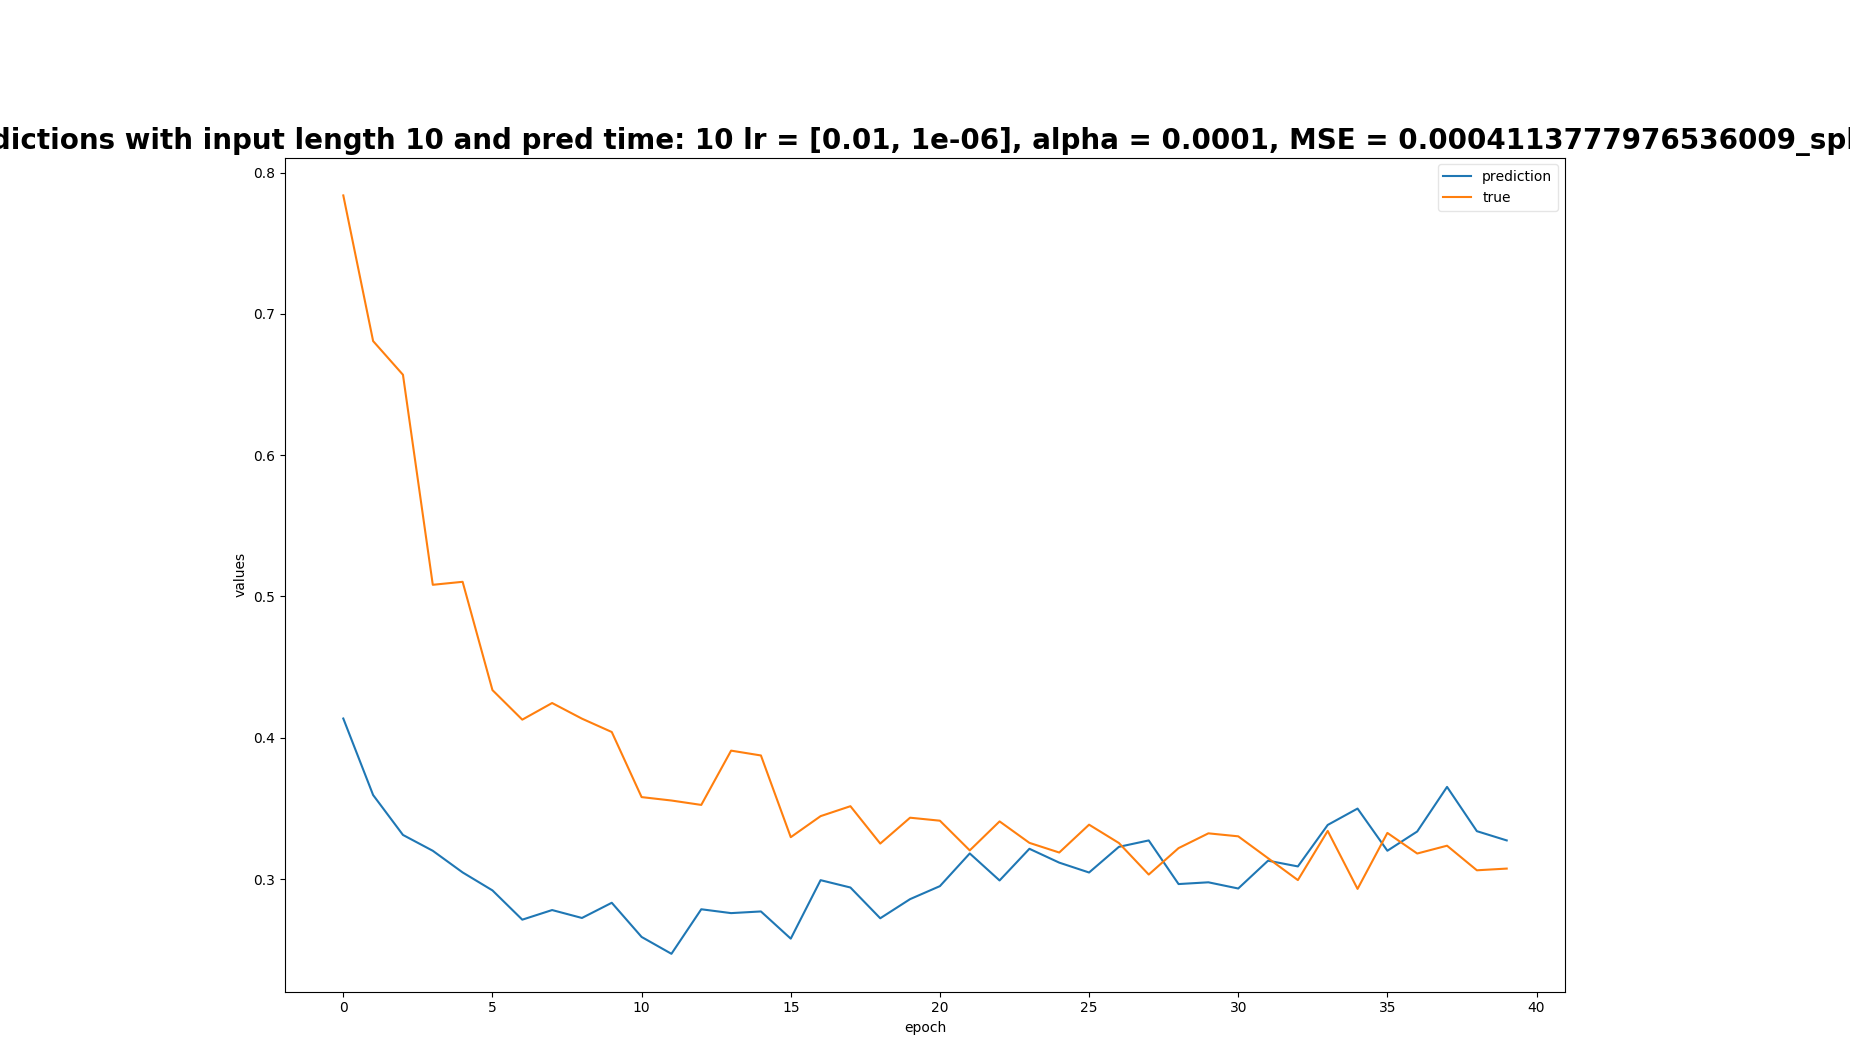 dictions with input length 10 and pred time: 10 lr = [0.01, 1e-06], alpha = 0.0001, MSE = 0.0004113777976536009_spl
prediction
true
0.8
0.7
0.6
0.5
0.4
0.3
values
0 5 10 15 20 25 30 35 40
epoch